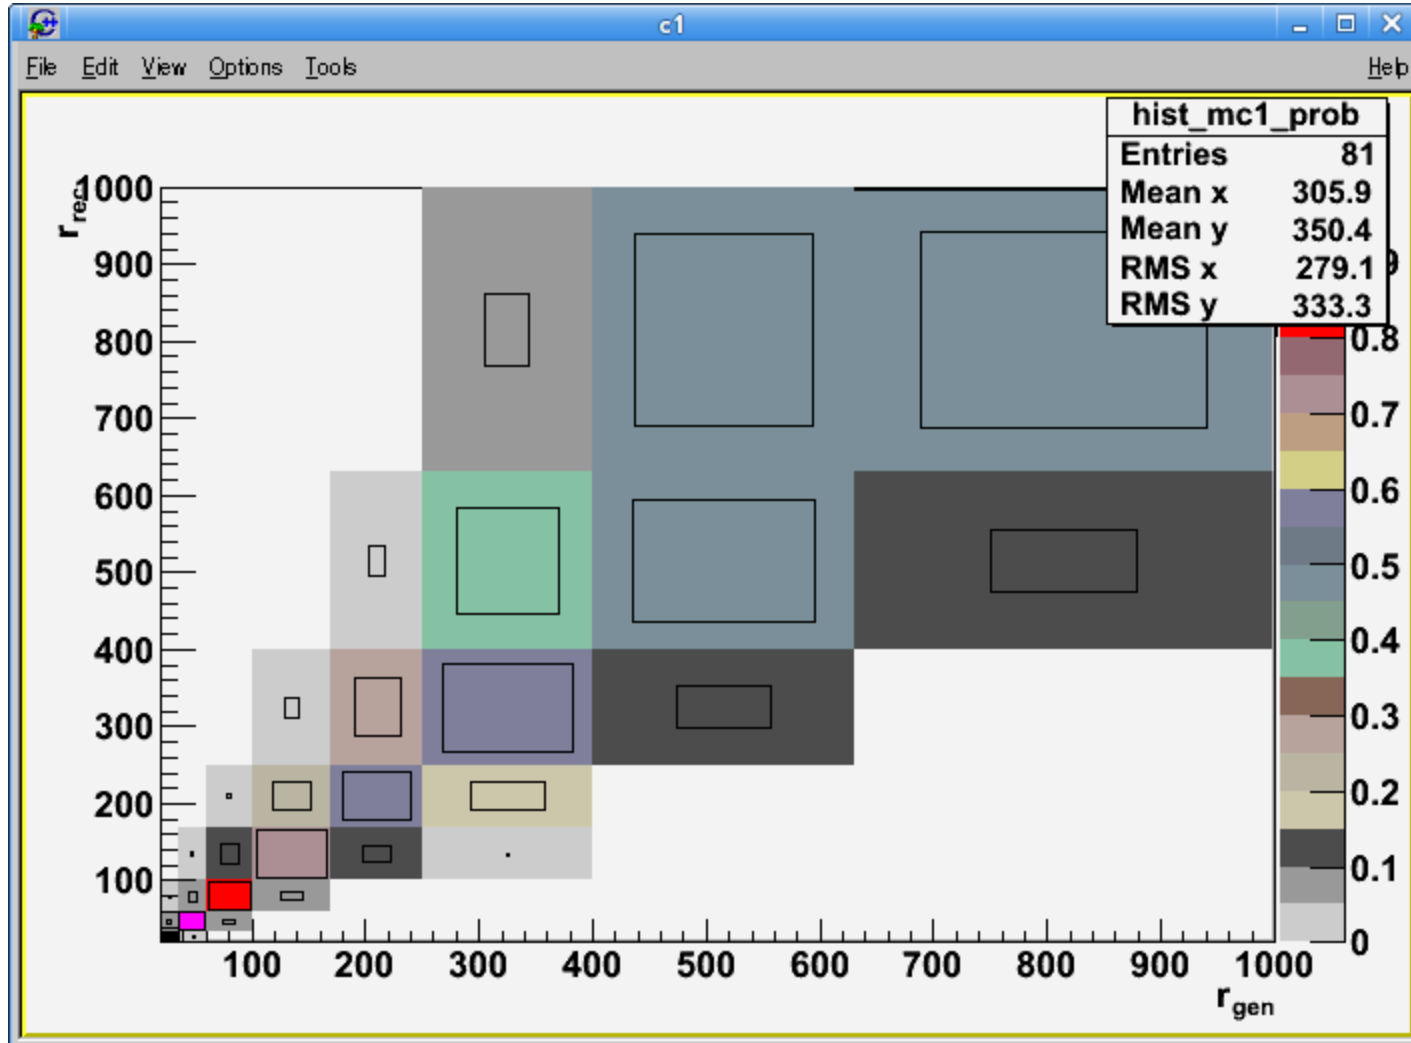 c1
File Edit View Options Tools Help
hist_mc1_prob
Entries 81
Mean x 305.9
Mean y 350.4
RMS x 279.1
RMS y 333.3
r rec
1000
900
800
700
600
500
400
300
200
100
9
0.8
0.7
0.6
0.5
0.4
0.3
0.2
0.1
0
100 200 300 400 500 600 700 800 900 1000
r gen